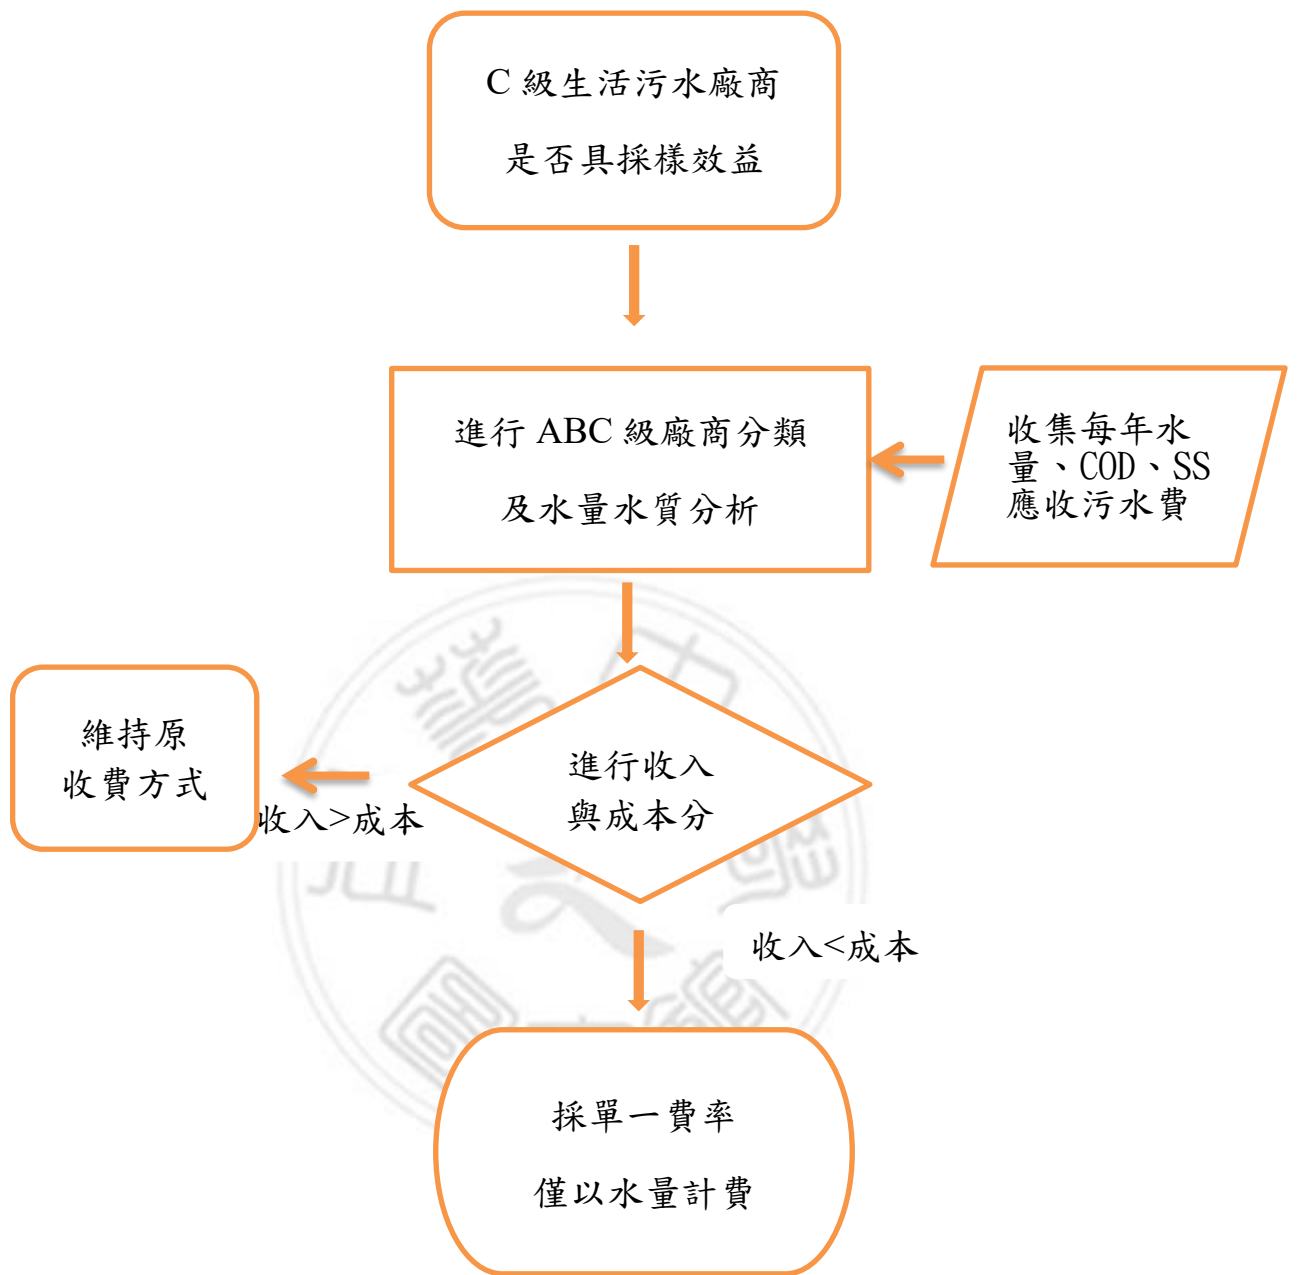 C 級生活污水廠商
是否具採樣效益
進行 ABC 級廠商分類
及水量水質分析
收集每年水
量、COD、SS
應收污水費
維持原
收費方式
收入>成本
進行收入
與成本分
收入<成本
採單一費率
僅以水量計費